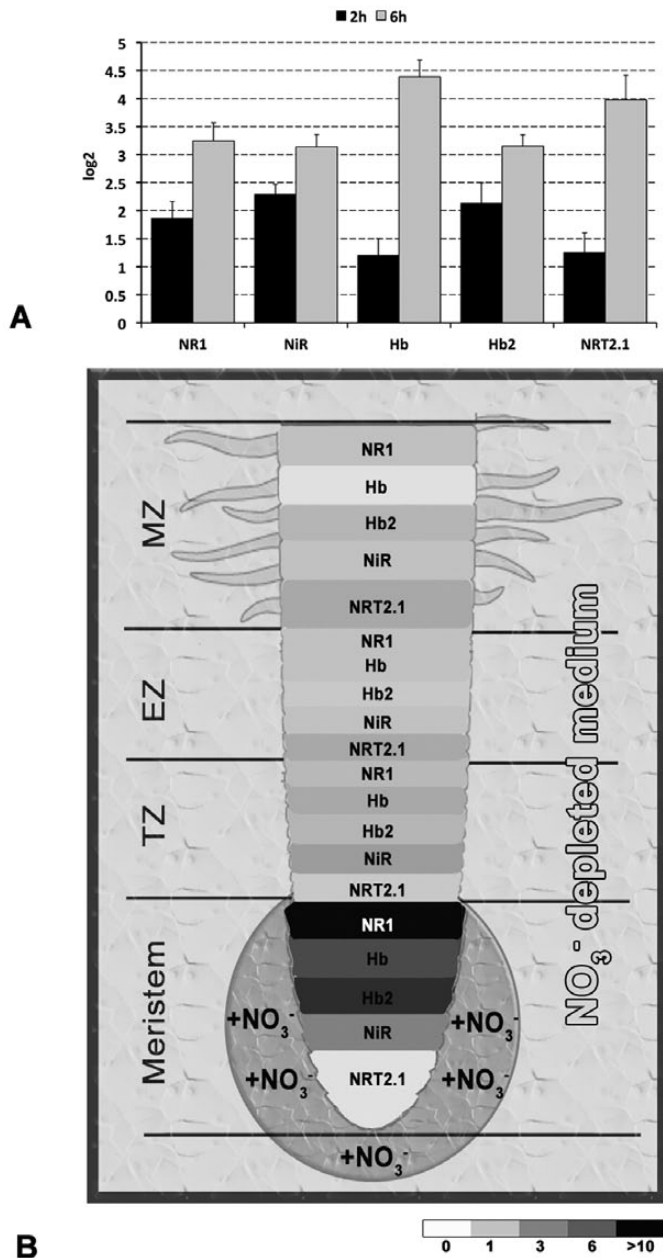 2h 6h
5
4.5
4
3.5
3
2.5
2
1.5
1
0.5
0
log2
NR1 NiR Hb Hb2 NRT2.1
A
MZ
NR1
Hb
Hb2
NiR
NRT2.1
EZ
NR1
Hb
Hb2
NiR
NRT2.1
TZ
NR1
Hb
Hb2
NiR
NRT2.1
Meristem
NR1
Hb
Hb2
NiR
NRT2.1
+NO₃⁻ +NO₃⁻
+NO₃⁻ +NO₃⁻
+NO₃⁻
NO₃⁻ depleted medium
B
0 1 3 6 >10